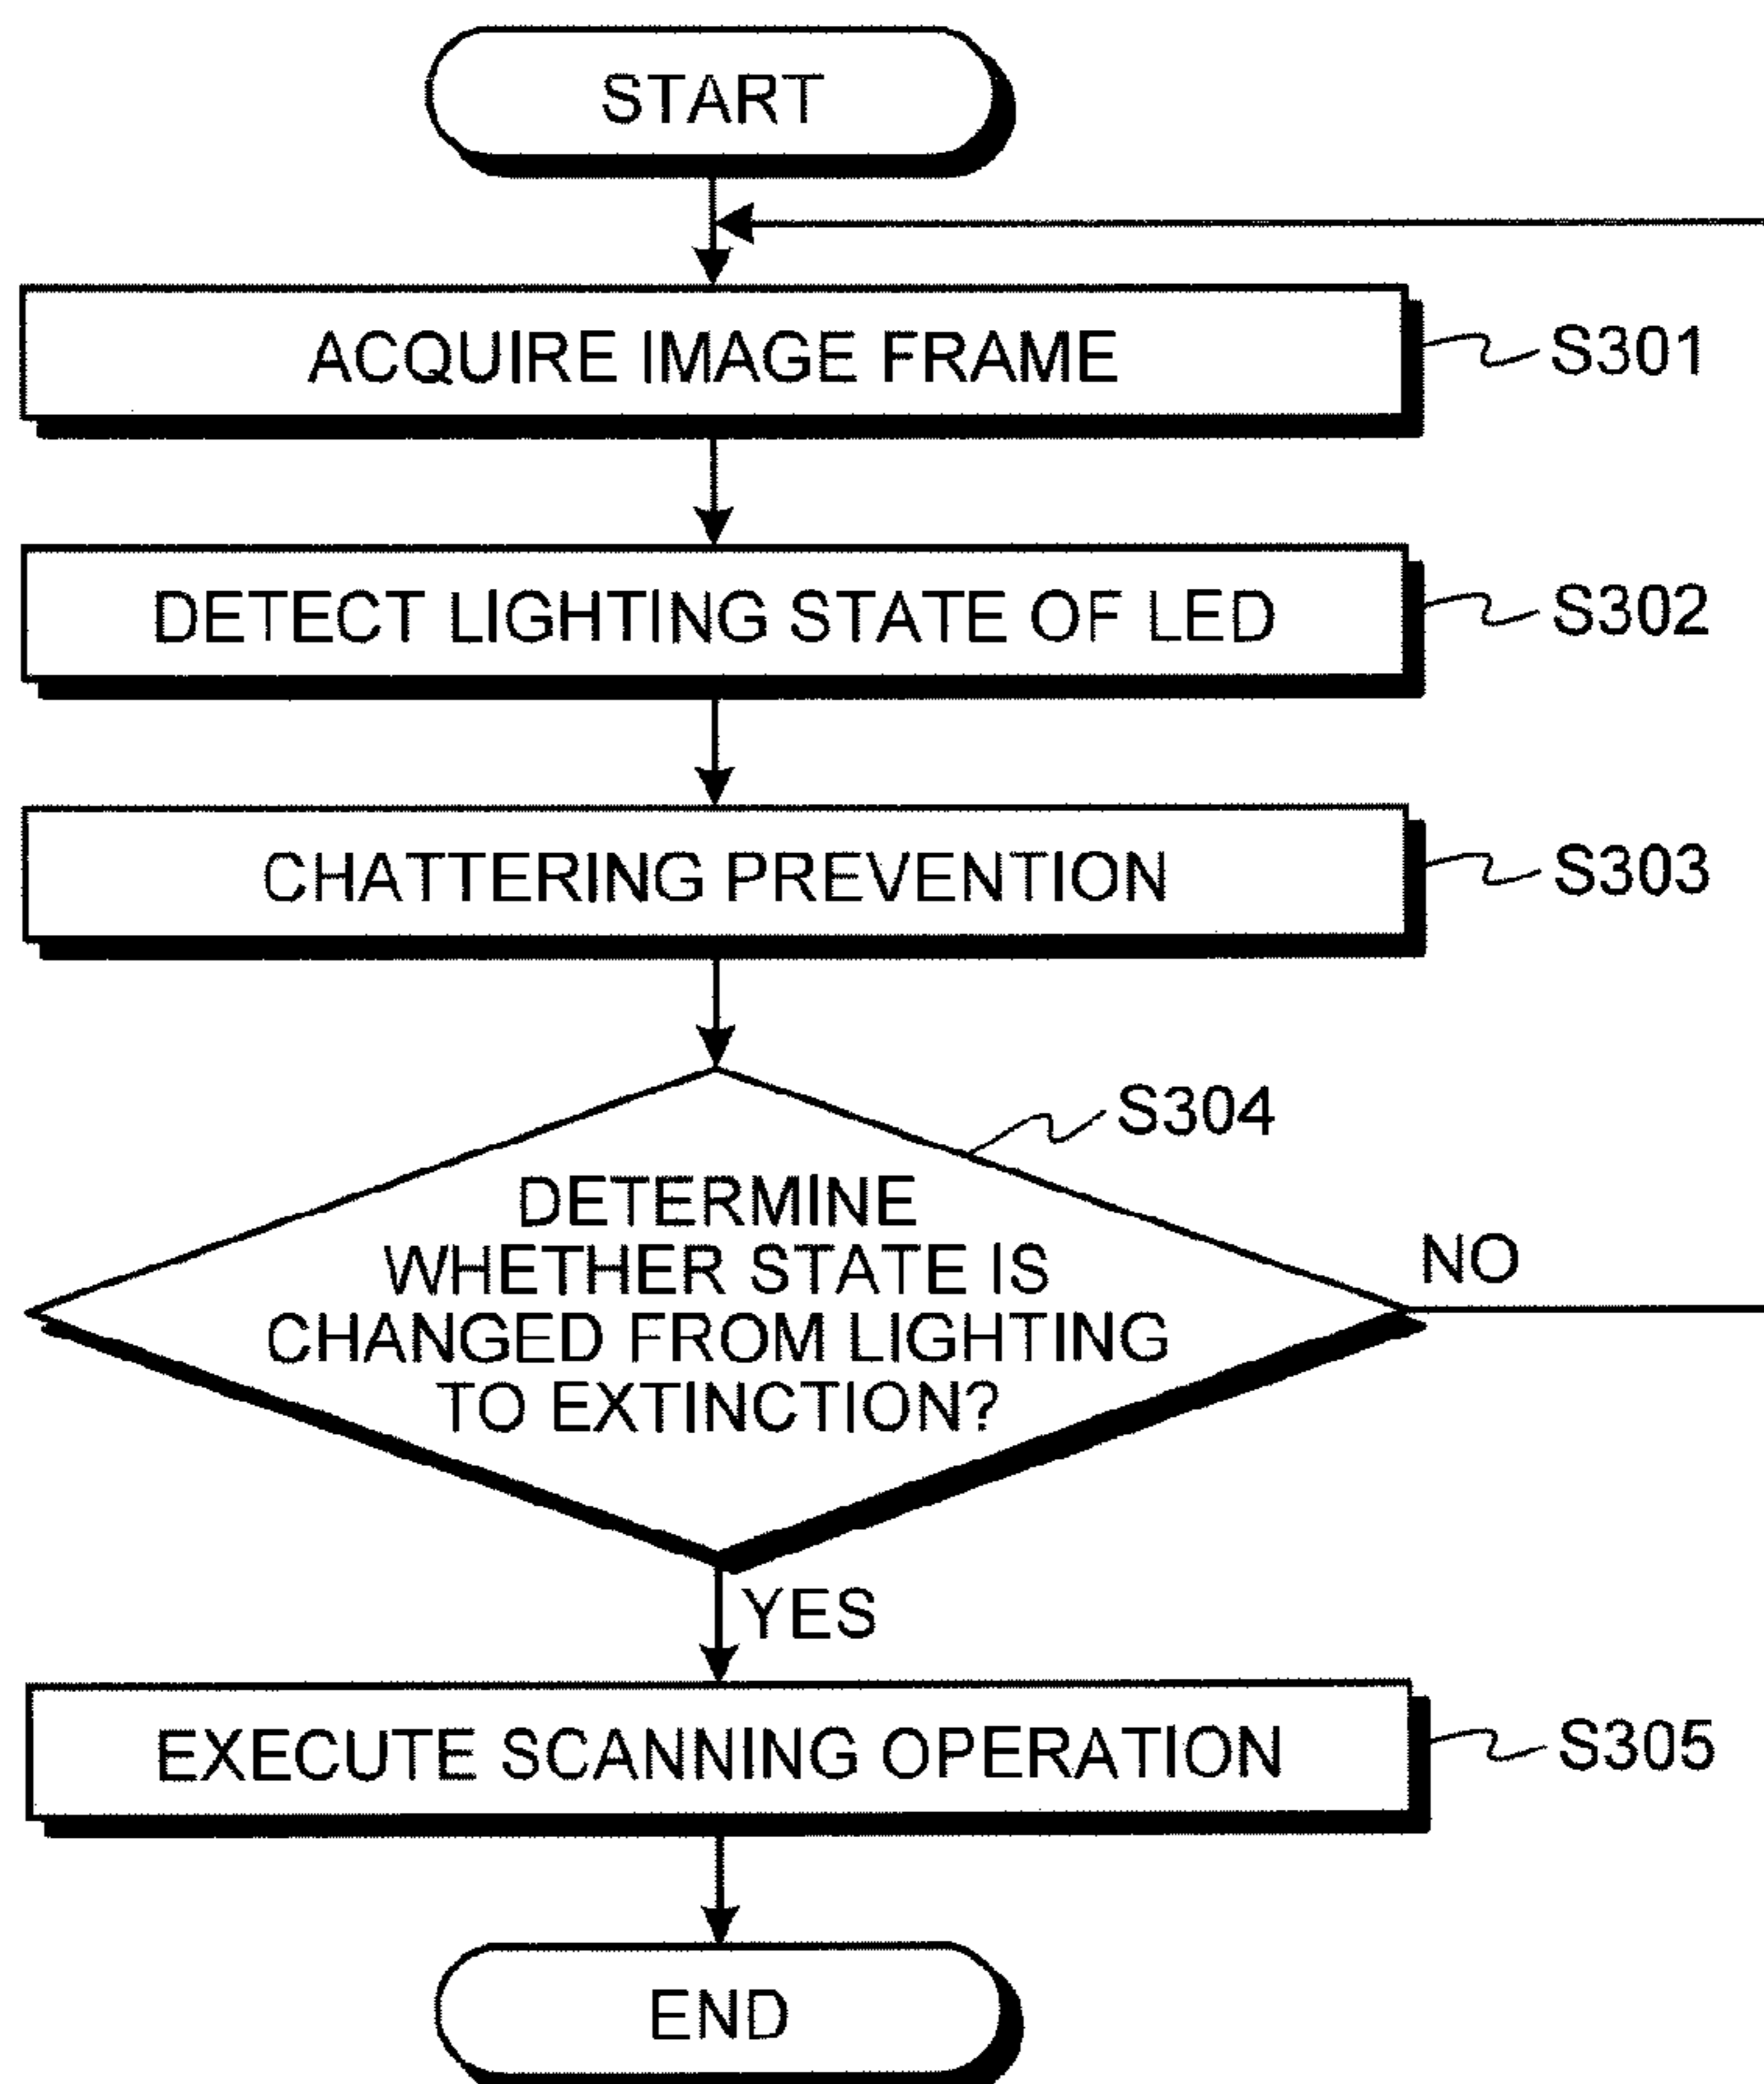 START
ACQUIRE IMAGE FRAME
S301
DETECT LIGHTING STATE OF LED
S302
CHATTERING PREVENTION
S303
S304
DETERMINE
WHETHER STATE IS
CHANGED FROM LIGHTING
TO EXTINCTION?
NO
YES
EXECUTE SCANNING OPERATION
S305
END